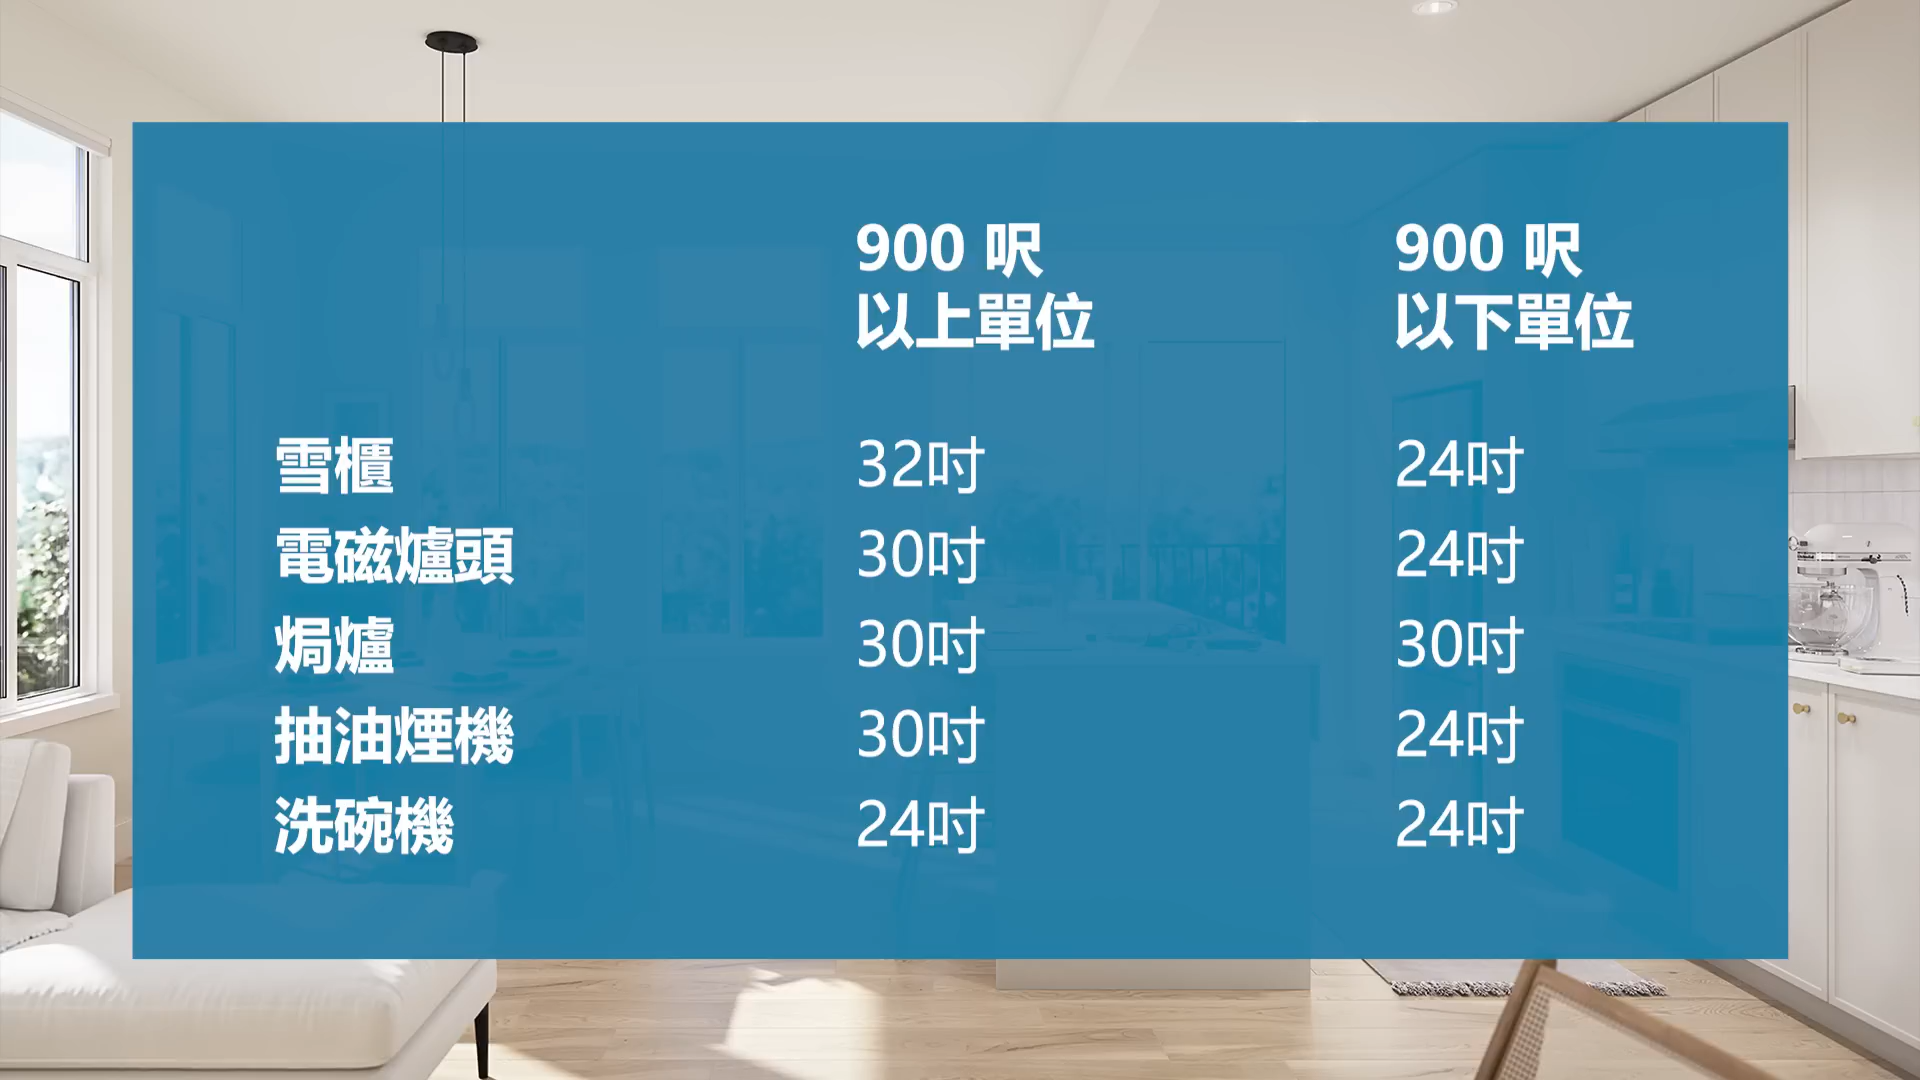 900 呎 900 呎
以上單位 以下單位
雪櫃 32吋 24吋
電磁爐頭 30吋 24吋
焗爐 30吋 30吋
抽油煙機 30吋 24吋
洗碗機 24吋 24吋